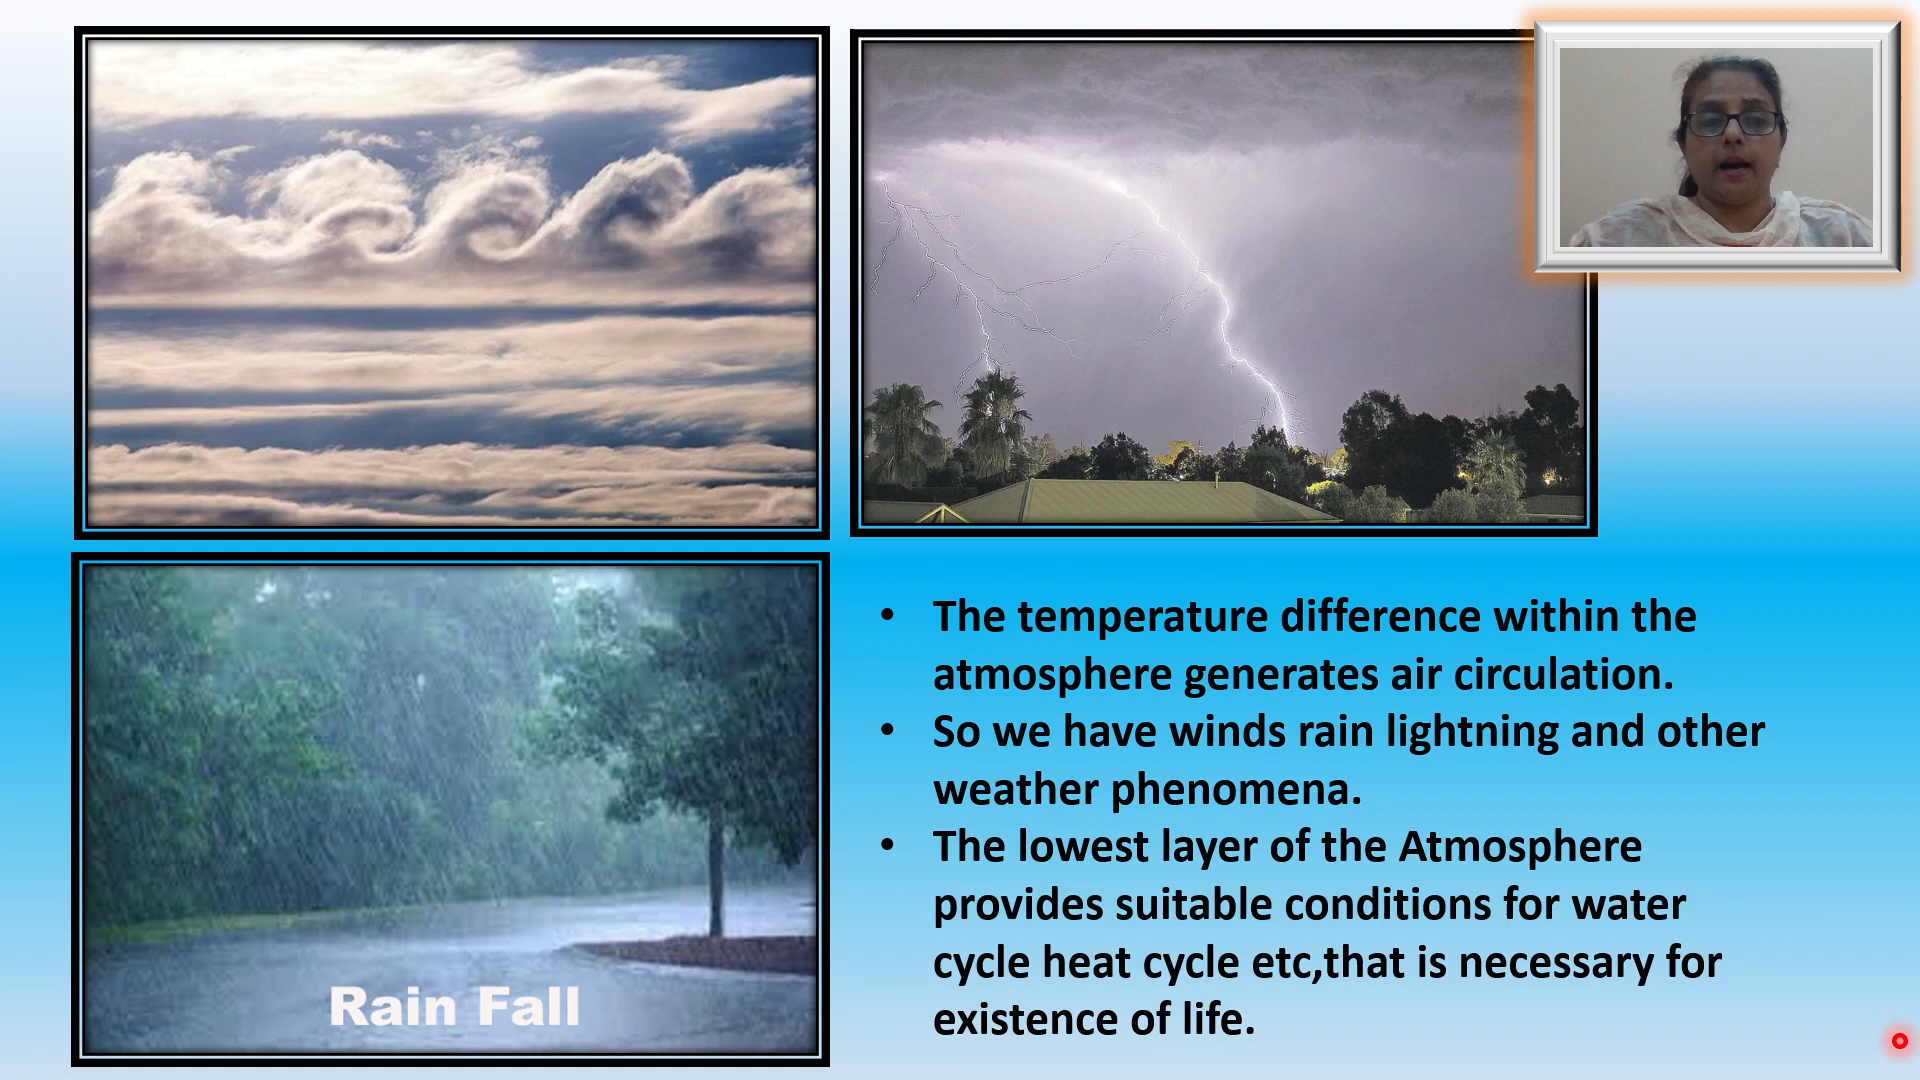 Rain Fall
• The temperature difference within the
atmosphere generates air circulation.
• So we have winds rain lightning and other
weather phenomena.
• The lowest layer of the Atmosphere
provides suitable conditions for water
cycle heat cycle etc,that is necessary for
existence of life.